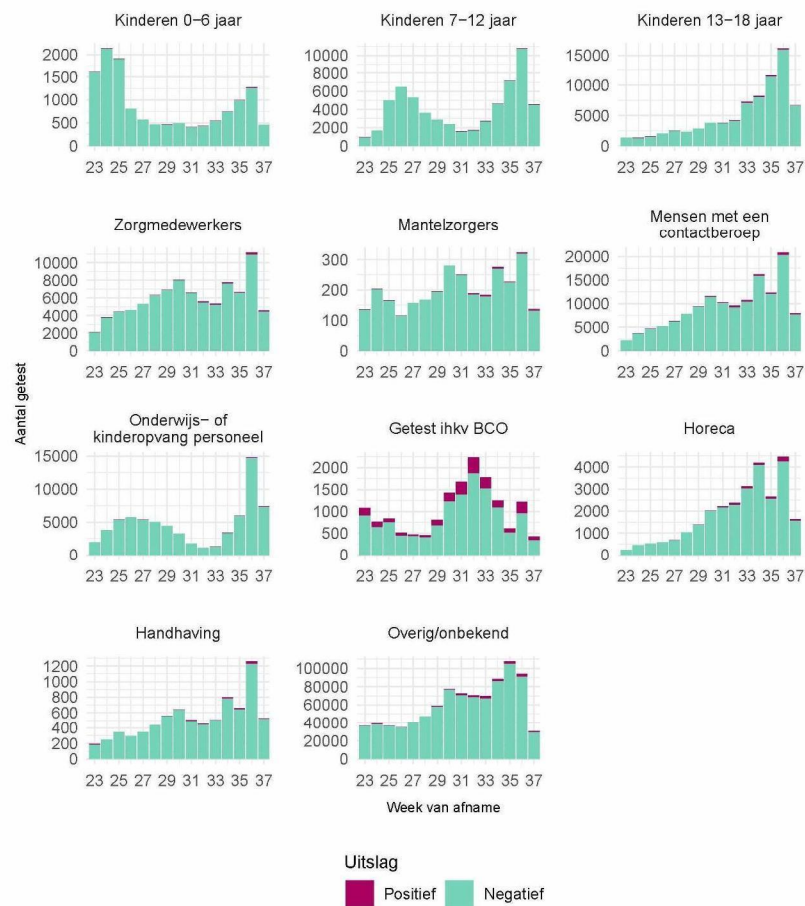 Kinderen 0–6 jaar
2000
1500
1000
500
0
23 25 27 29 31 33 35 37
Kinderen 7–12 jaar
10000
8000
6000
4000
2000
0
23 25 27 29 31 33 35 37
Kinderen 13–18 jaar
15000
10000
5000
0
23 25 27 29 31 33 35 37
Zorgmedewerkers
10000
8000
6000
4000
2000
0
23 25 27 29 31 33 35 37
Mantelzorgers
300
200
100
0
23 25 27 29 31 33 35 37
Mensen met een
contactberoep
20000
15000
10000
5000
0
23 25 27 29 31 33 35 37
Aantal getest
Onderwijs– of
kinderopvang personeel
15000
10000
5000
0
23 25 27 29 31 33 35 37
Getest ihkv BCO
2000
1500
1000
500
0
23 25 27 29 31 33 35 37
Horeca
4000
3000
2000
1000
0
23 25 27 29 31 33 35 37
Handhaving
1200
1000
800
600
400
200
0
23 25 27 29 31 33 35 37
Overig/onbekend
100000
80000
60000
40000
20000
0
23 25 27 29 31 33 35 37
Week van afname
Uitslag
Positief Negatief